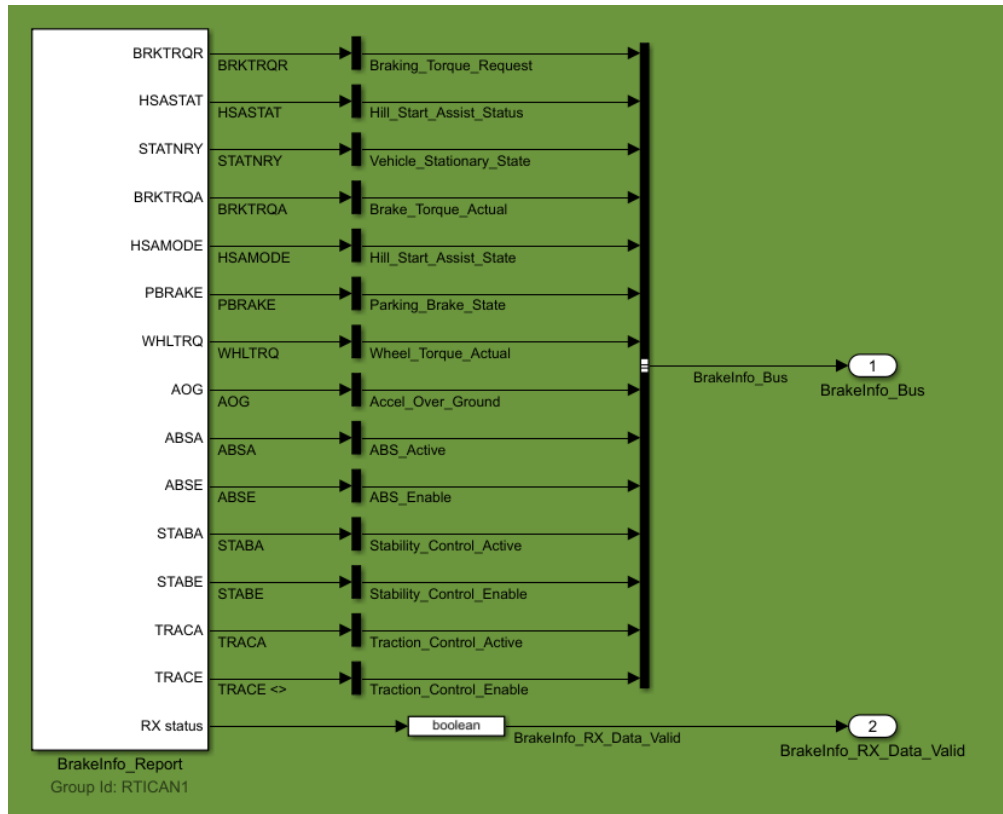 BRKTRQR
BRKTRQR
Braking_Torque_Request
HSASTAT
HSASTAT
Hill_Start_Assist_Status
STATNRY
STATNRY
Vehicle_Stationary_State
BRKTRQA
BRKTRQA
Brake_Torque_Actual
HSAMODE
HSAMODE
Hill_Start_Assist_State
PBRAKE
PBRAKE
Parking_Brake_State
WHLTRQ
WHLTRQ
Wheel_Torque_Actual
BrakeInfo_Bus
1
BrakeInfo_Bus
AOG
AOG
Accel_Over_Ground
ABSA
ABSA
ABS_Active
ABSE
ABSE
ABS_Enable
STABA
STABA
Stability_Control_Active
STABE
STABE
Stability_Control_Enable
TRACA
TRACA
Traction_Control_Active
TRACE
TRACE <>
Traction_Control_Enable
RX status
boolean
BrakeInfo_RX_Data_Valid
2
BrakeInfo_RX_Data_Valid
BrakeInfo_Report
Group Id: RTICAN1